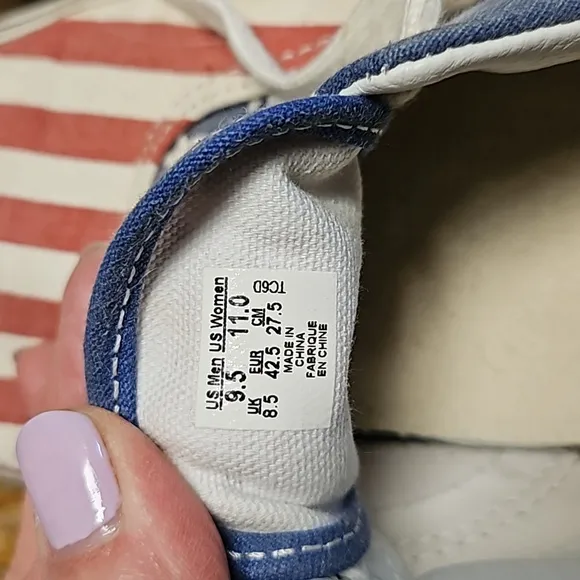 US Men US Women
9.5 11.0
UK EUR CM
8.5 42.5 27.5
MADE IN
CHINA
FABRIQUE
EN CHINE
TC6D